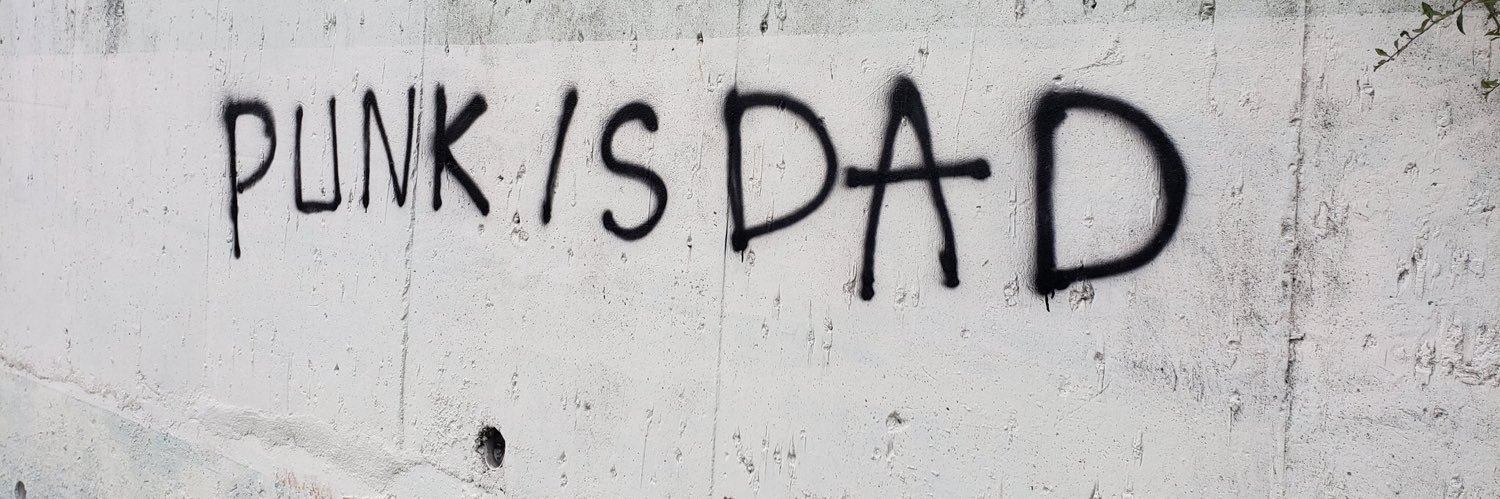 PUNK IS DAD